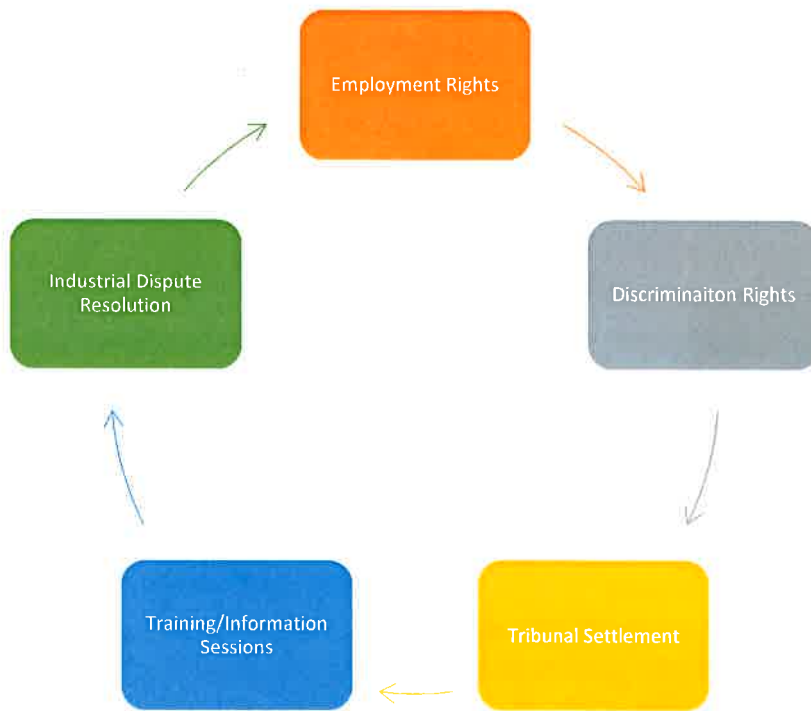 Employment Rights
Discriminaiton Rights
Tribunal Settlement
Training/Information
Sessions
Industrial Dispute
Resolution